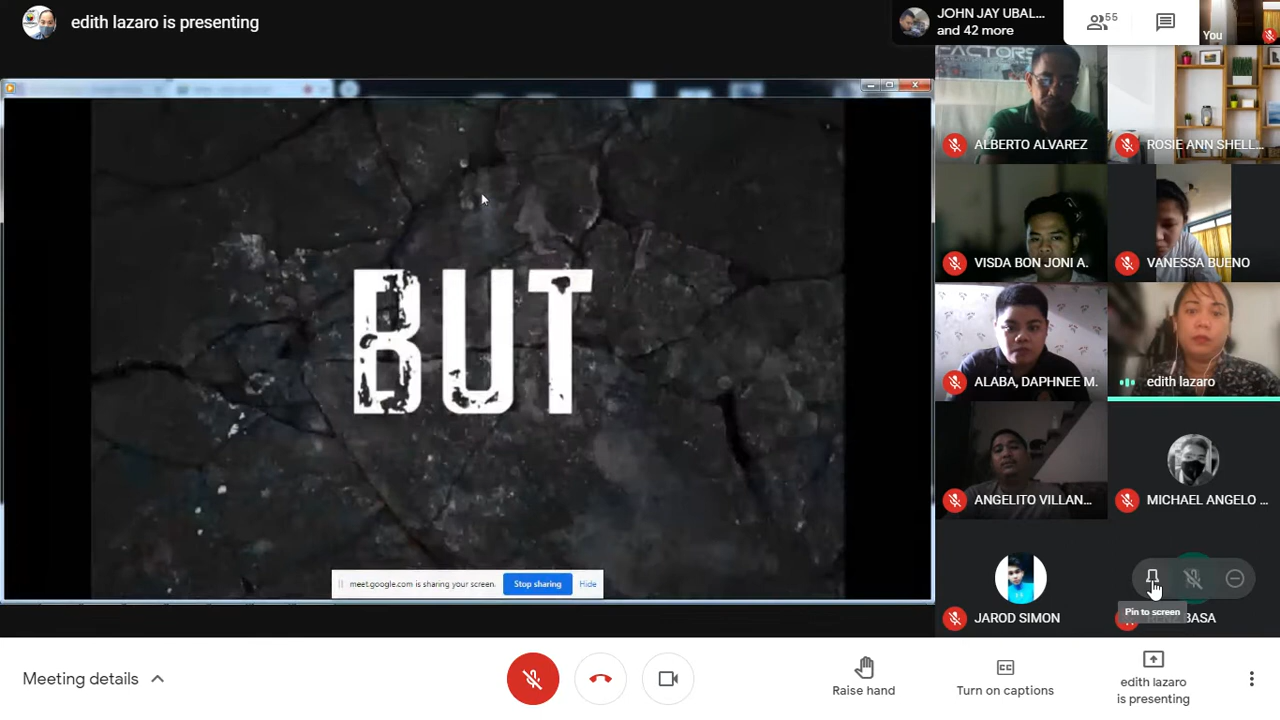 edith lazaro is presenting
JOHN JAY UBAL...
and 42 more
55
You
FACTORS
ALBERTO ALVAREZ
ROSIE ANN SHELL...
VISDA BON JONI A.
VANESSA BUENO
BUT
ALABA, DAPHNEE M.
edith lazaro
ANGELITO VILLAN...
MICHAEL ANGELO ...
meet.google.com is sharing your screen.
Stop sharing
Hide
Pin to screen
JAROD SIMON
BASA
Meeting details
Raise hand
Turn on captions
edith lazaro
is presenting